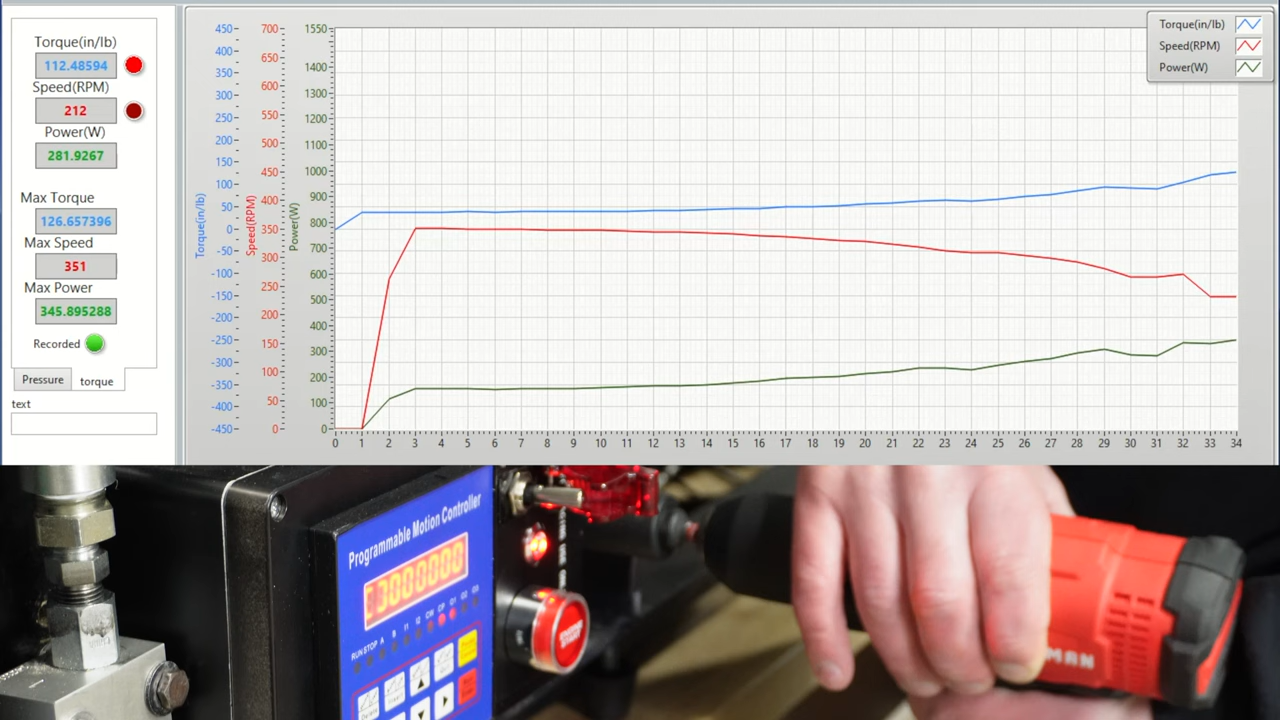 Torque(in/lb)
112.48594
Speed(RPM)
212
Power(W)
281.9267
Max Torque
126.657396
Max Speed
351
Max Power
345.895288
Recorded
Pressure torque
text
Torque(in/lb)
450
400
350
300
250
200
150
100
50
0
-50
-100
-150
-200
-250
-300
-350
-400
-450
Speed(RPM)
700
650
600
550
500
450
400
350
300
250
200
150
100
50
0
Power(W)
1550
1400
1300
1200
1100
1000
900
800
700
600
500
400
300
200
100
0
0 1 2 3 4 5 6 7 8 9 10 11 12 13 14 15 16 17 18 19 20 21 22 23 24 25 26 27 28 29 30 31 32 33 34
Torque(in/lb)
Speed(RPM)
Power(W)
Programmable Motion Controller
RUN STOP A B
MAN